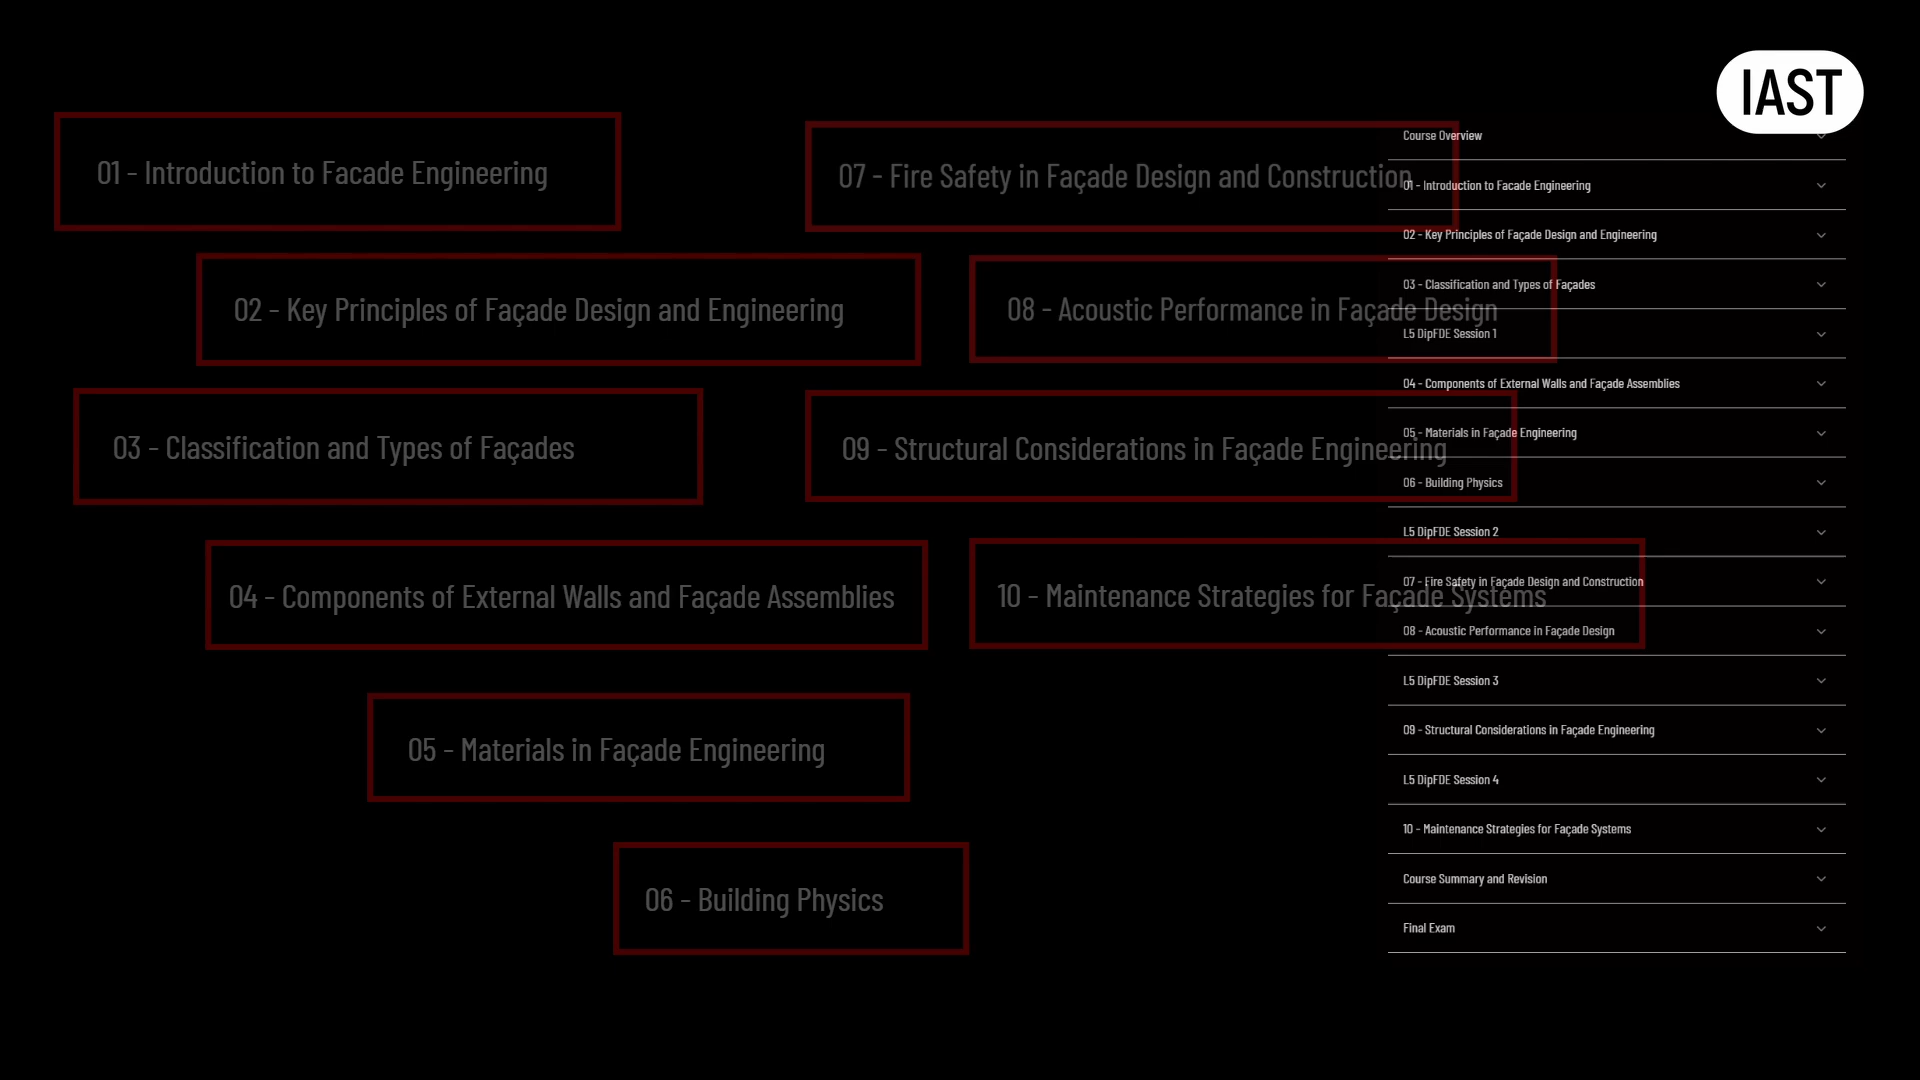 IAST
01 - Introduction to Facade Engineering
02 - Key Principles of Façade Design and Engineering
03 - Classification and Types of Façades
04 - Components of External Walls and Façade Assemblies
05 - Materials in Façade Engineering
06 - Building Physics
07 - Fire Safety in Façade Design and Construction
08 - Acoustic Performance in Façade Design
09 - Structural Considerations in Façade Engineering
10 - Maintenance Strategies for Façade Systems
Course Overview
01 - Introduction to Facade Engineering
02 - Key Principles of Façade Design and Engineering
03 - Classification and Types of Façades
L5 DipFDE Session 1
04 - Components of External Walls and Façade Assemblies
05 - Materials in Façade Engineering
06 - Building Physics
L5 DipFDE Session 2
07 - Fire Safety in Façade Design and Construction
08 - Acoustic Performance in Façade Design
L5 DipFDE Session 3
09 - Structural Considerations in Façade Engineering
L5 DipFDE Session 4
10 - Maintenance Strategies for Façade Systems
Course Summary and Revision
Final Exam